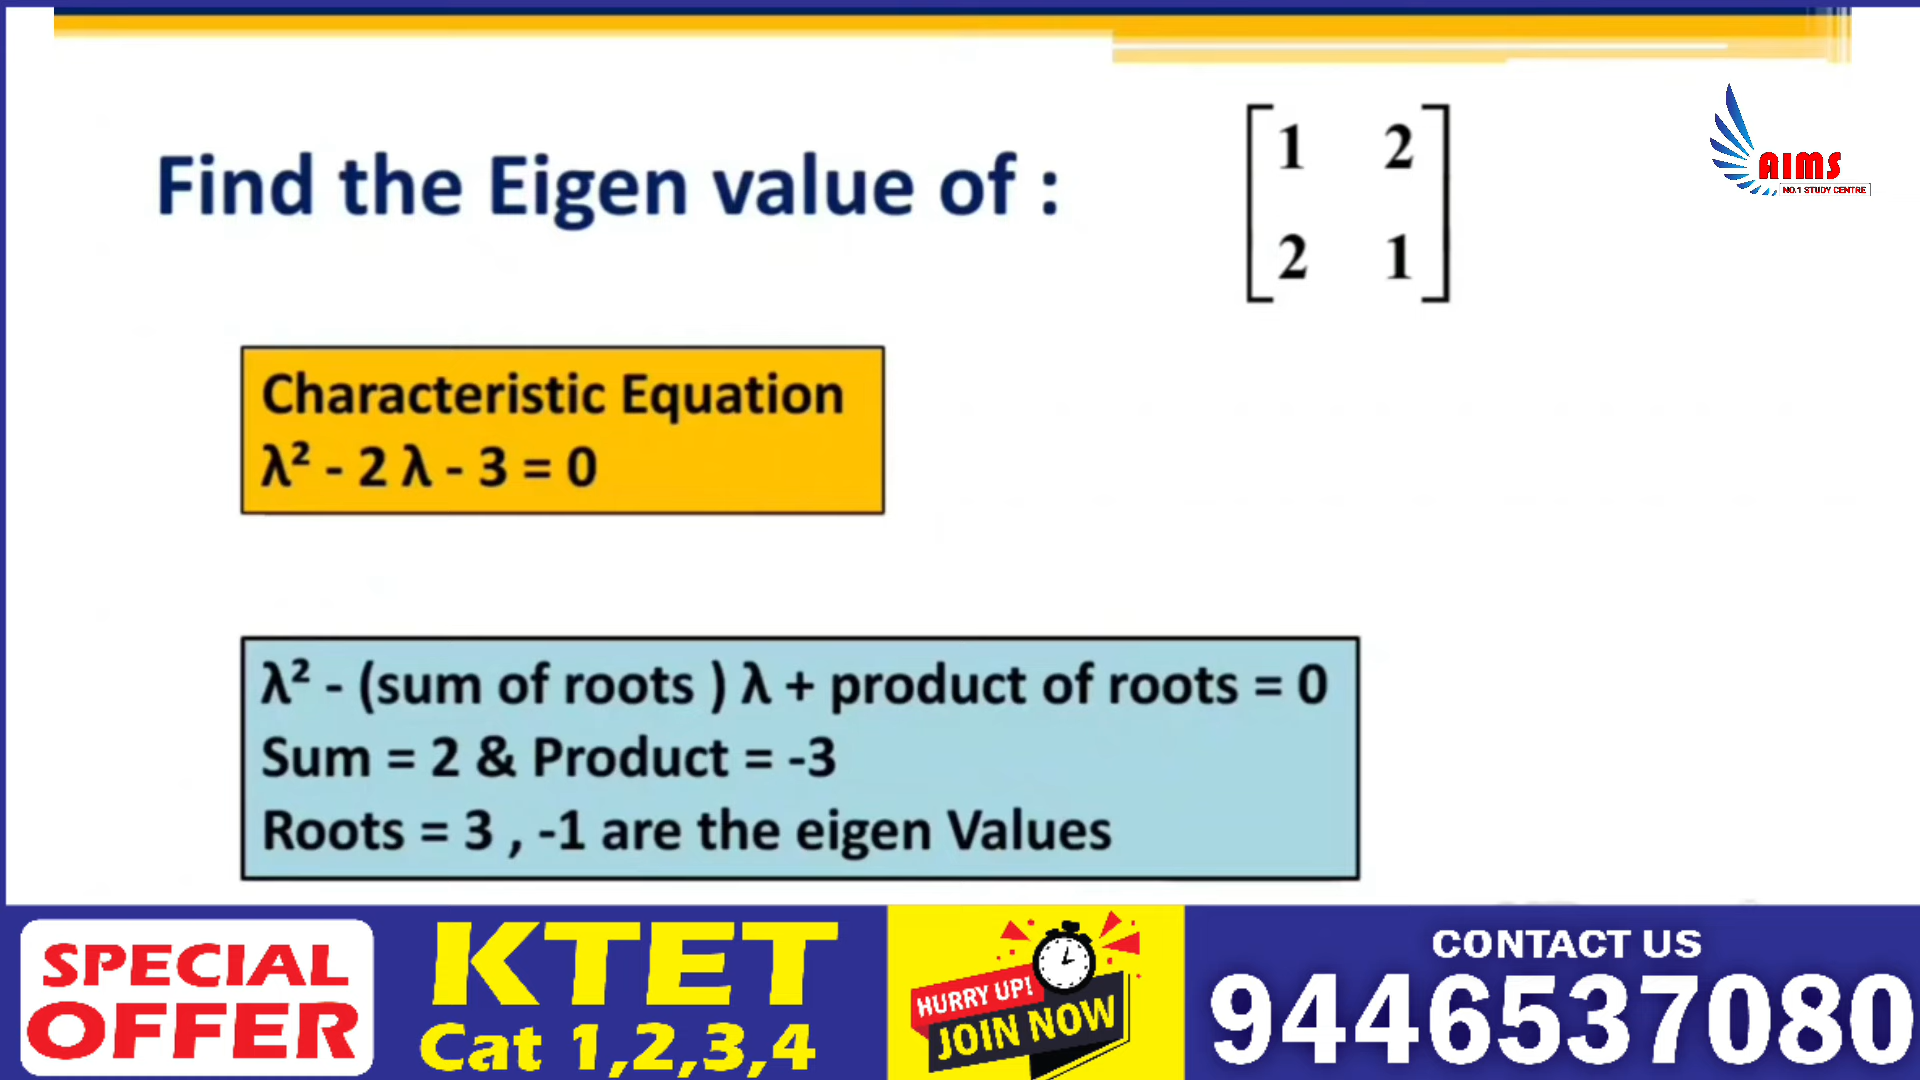 Find the Eigen value of :
1 2
2 1
AIMS
NO.1 STUDY CENTRE
Characteristic Equation
λ² - 2 λ - 3 = 0
λ² - (sum of roots ) λ + product of roots = 0
Sum = 2 & Product = -3
Roots = 3 , -1 are the eigen Values
SPECIAL
OFFER
KTET
Cat 1,2,3,4
HURRY UP!
JOIN NOW
CONTACT US
9446537080